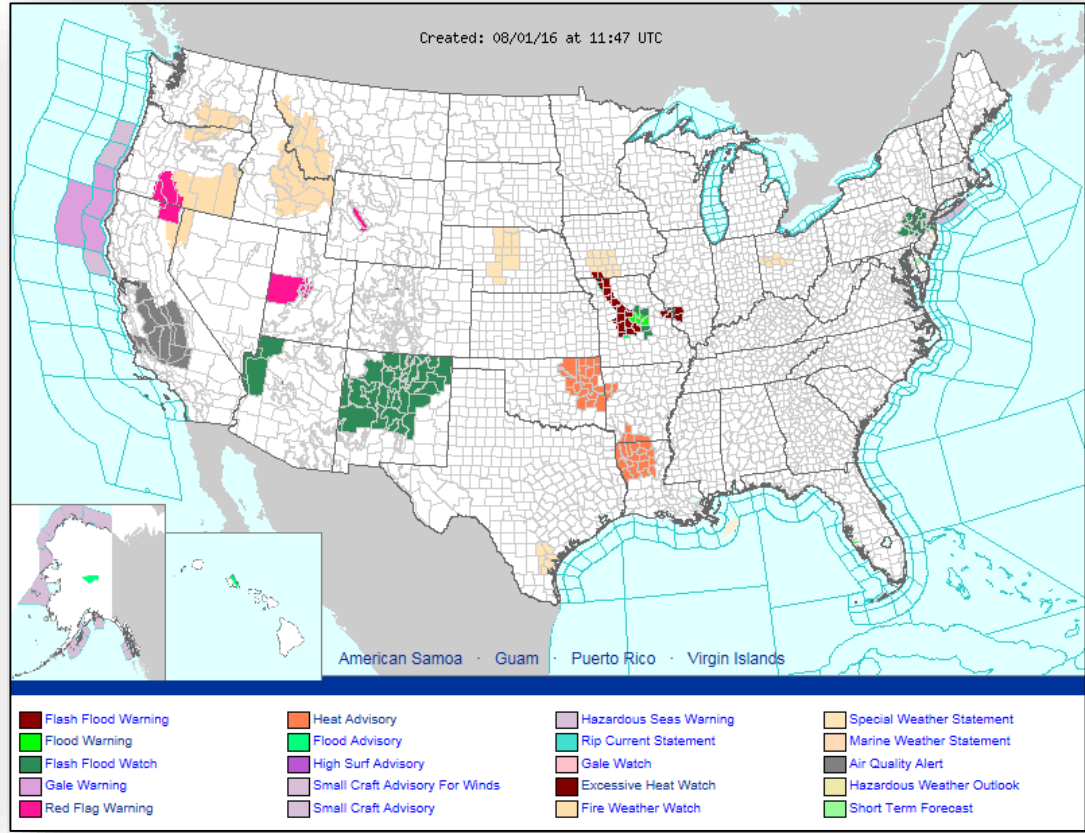 Created: 08/01/16 at 11:47 UTC
American Samoa · Guam · Puerto Rico · Virgin Islands
Flash Flood Warning
Flood Warning
Flash Flood Watch
Gale Warning
Red Flag Warning
Heat Advisory
Flood Advisory
High Surf Advisory
Small Craft Advisory For Winds
Small Craft Advisory
Hazardous Seas Warning
Rip Current Statement
Gale Watch
Excessive Heat Watch
Fire Weather Watch
Special Weather Statement
Marine Weather Statement
Air Quality Alert
Hazardous Weather Outlook
Short Term Forecast